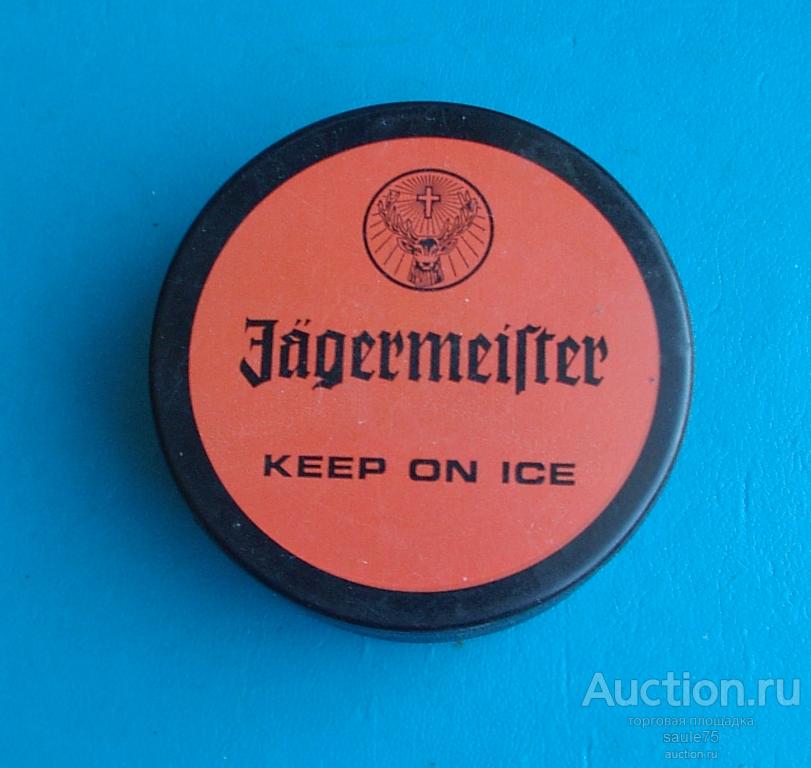 Jägermeiſter
KEEP ON ICE
Auction.ru
торговая площадка
saule75
auction.ru